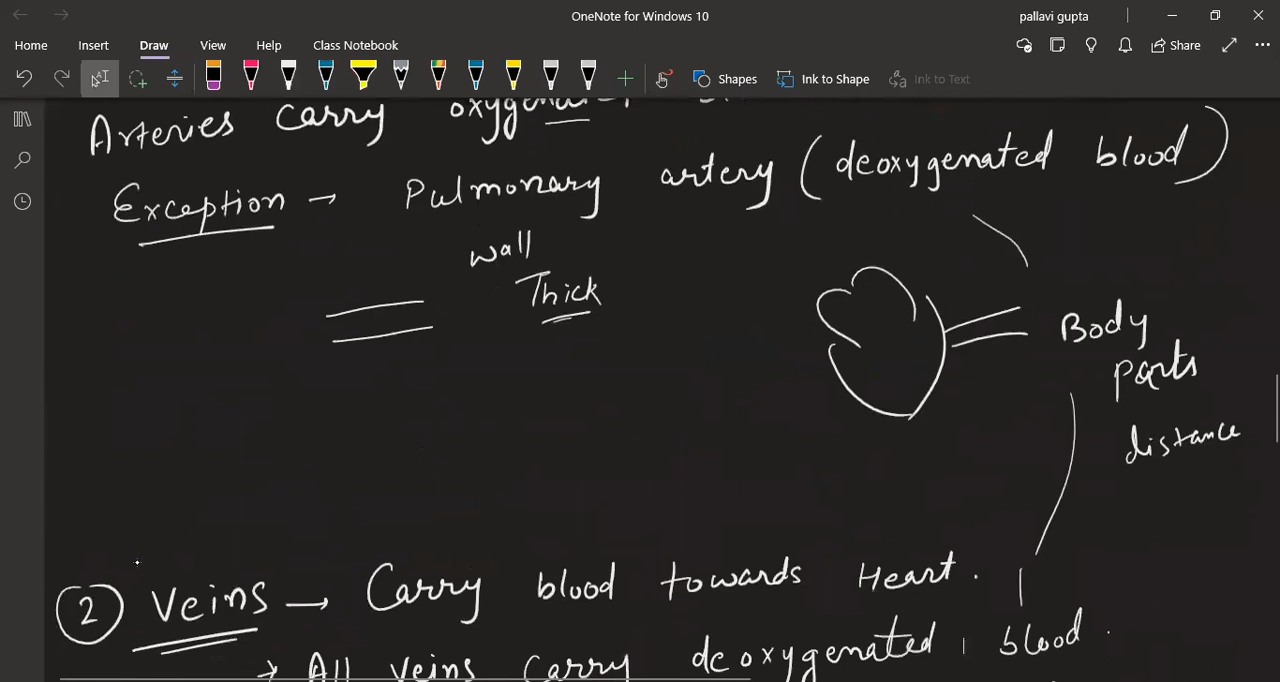 OneNote for Windows 10
pallavi gupta
Home Insert Draw View Help Class Notebook
Share
Shapes
Ink to Shape
Ink to Text
Arteries carry
Exception → Pulmonary artery (deoxygenated blood)
wall
Thick
Body
parts
distance
② Veins → Carry blood towards Heart.
→ All veins carry deoxygenated blood.